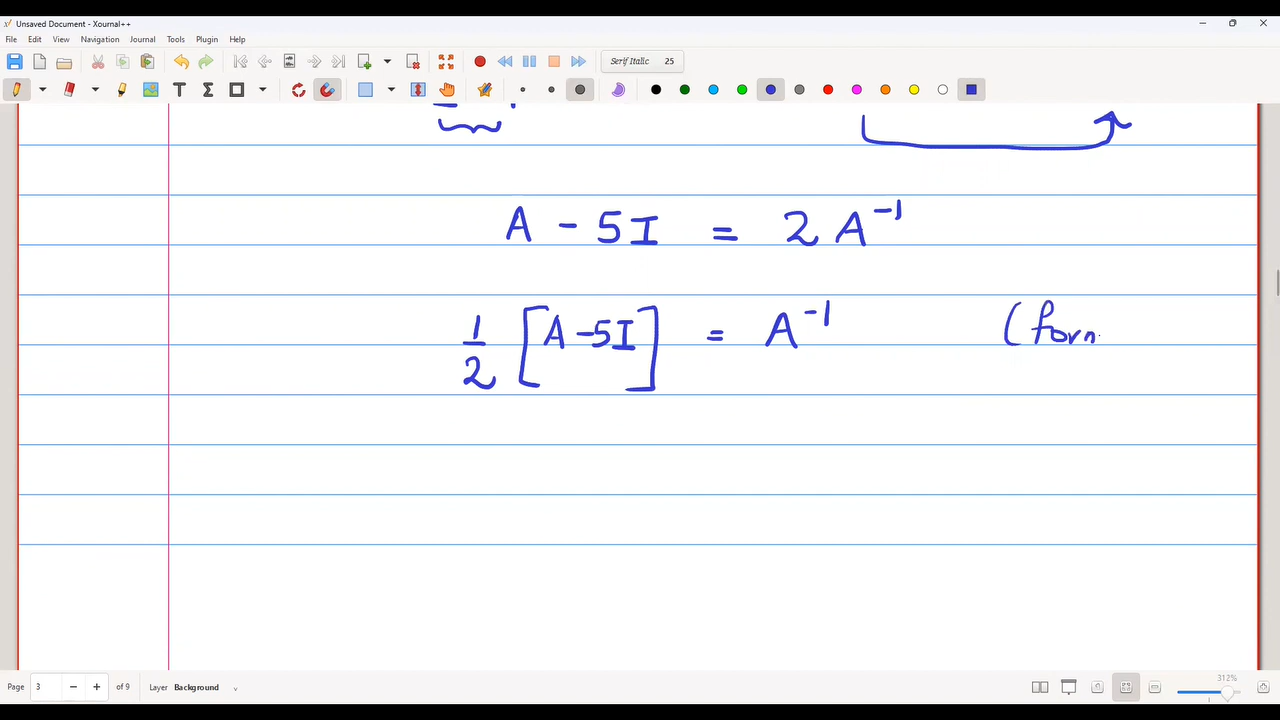 Unsaved Document - Xournal++
File Edit View Navigation Journal Tools Plugin Help
Serif Italic 25
A - 5I = 2A⁻¹
1/2 [A - 5I] = A⁻¹ (form
312%
Page 3 of 9 Layer Background